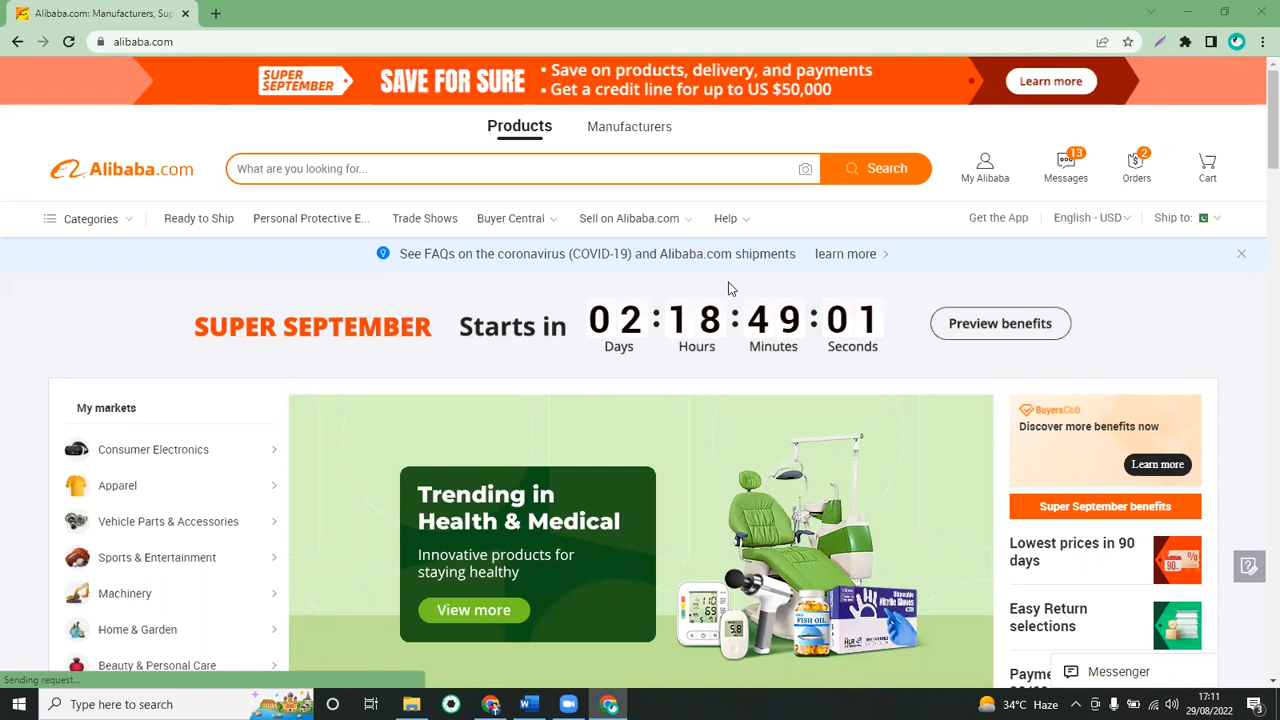 Alibaba.com: Manufacturers, Sup
alibaba.com
SUPER SEPTEMBER
SAVE FOR SURE
• Save on products, delivery, and payments
• Get a credit line for up to US $50,000
Learn more
Products
Manufacturers
Alibaba.com
What are you looking for...
Search
My Alibaba
13
Messages
2
Orders
Cart
Categories
Ready to Ship
Personal Protective E...
Trade Shows
Buyer Central
Sell on Alibaba.com
Help
Get the App
English - USD
Ship to:
See FAQs on the coronavirus (COVID-19) and Alibaba.com shipments
learn more
SUPER SEPTEMBER
Starts in
02:18:49:01
Days Hours Minutes Seconds
Preview benefits
My markets
Consumer Electronics
Apparel
Vehicle Parts & Accessories
Sports & Entertainment
Machinery
Home & Garden
Beauty & Personal Care
Trending in
Health & Medical
Innovative products for
staying healthy
View more
FISH OIL
BuyersClub
Discover more benefits now
Learn more
Super September benefits
Lowest prices in 90
days
Easy Return
selections
Messenger
Sending request...
Type here to search
34°C Haze
17:11
29/08/2022
3